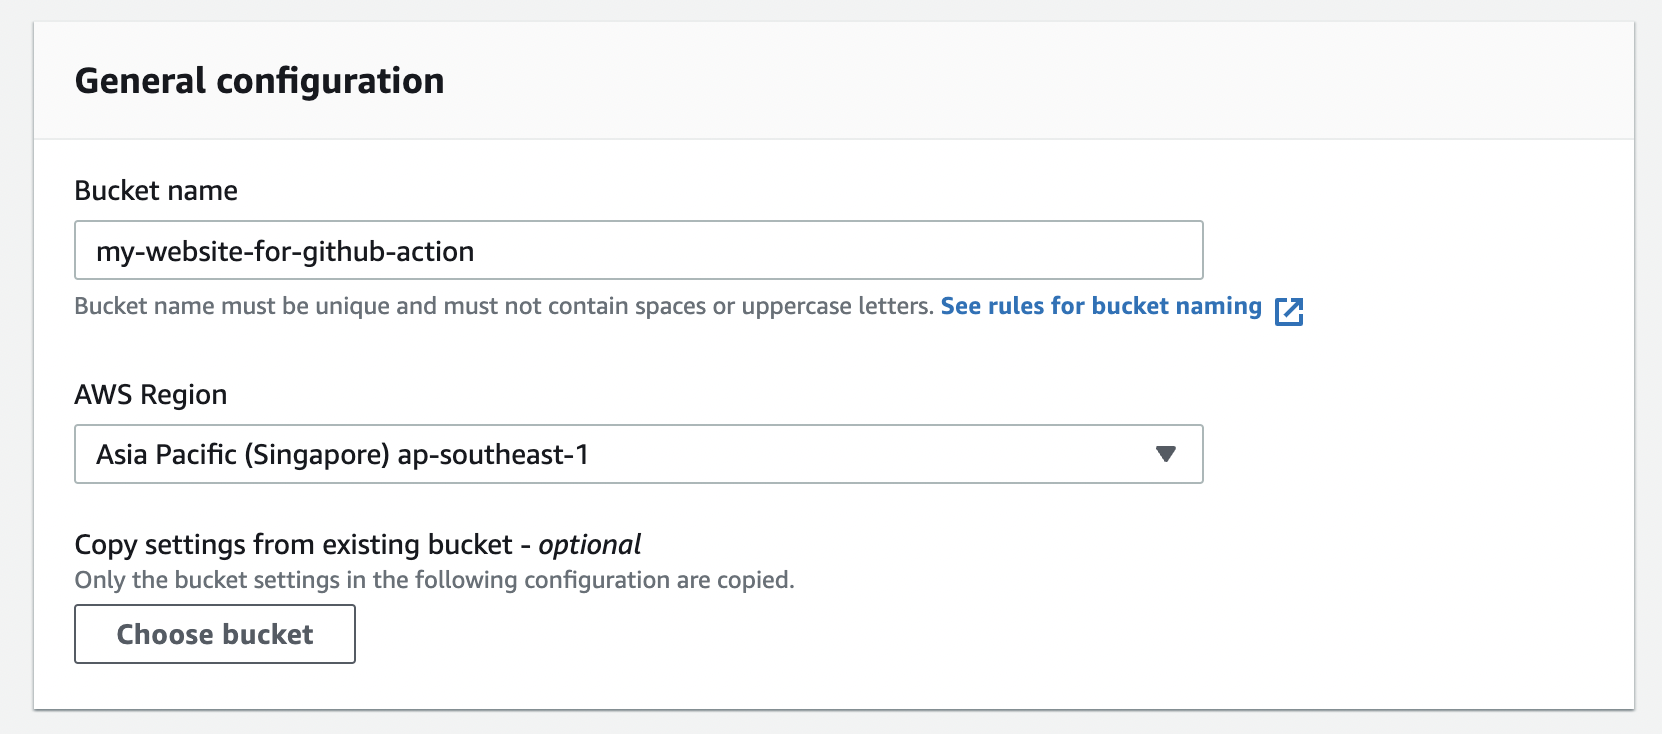 General configuration
Bucket name
my-website-for-github-action
Bucket name must be unique and must not contain spaces or uppercase letters. See rules for bucket naming
AWS Region
Asia Pacific (Singapore) ap-southeast-1
Copy settings from existing bucket - optional
Only the bucket settings in the following configuration are copied.
Choose bucket